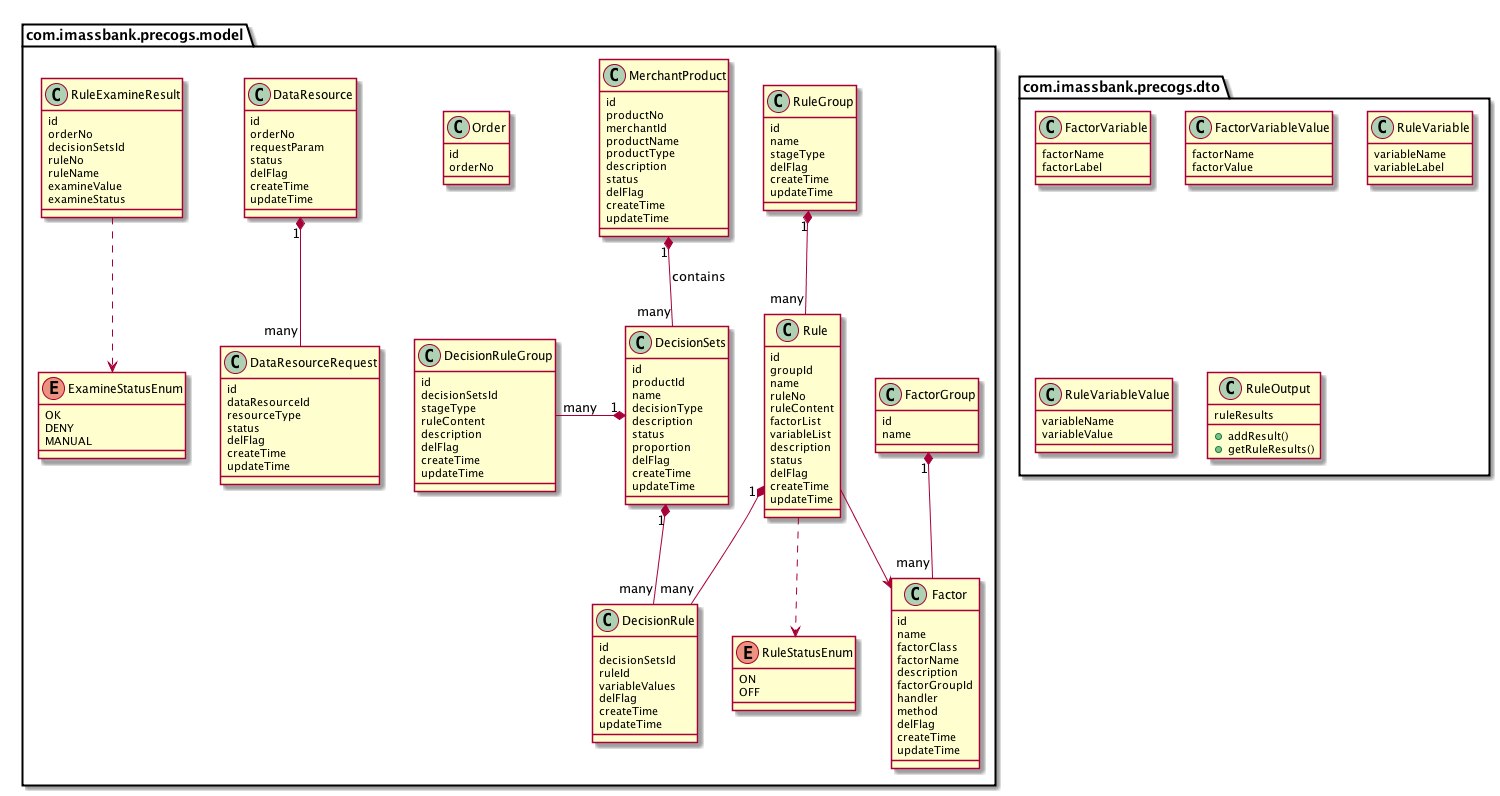 com.imassbank.precogs.model
RuleExamineResult
id
orderNo
decisionSetsId
ruleNo
ruleName
examineValue
examineStatus
DataResource
id
orderNo
requestParam
status
delFlag
createTime
updateTime
Order
id
orderNo
MerchantProduct
id
productNo
merchantId
productName
productType
description
status
delFlag
createTime
updateTime
RuleGroup
id
name
stageType
delFlag
createTime
updateTime
1
1
1
contains
many
many
many
ExamineStatusEnum
OK
DENY
MANUAL
DataResourceRequest
id
dataResourceId
resourceType
status
delFlag
createTime
updateTime
DecisionRuleGroup
id
decisionSetsId
stageType
ruleContent
description
delFlag
createTime
updateTime
many
1
DecisionSets
id
productId
name
decisionType
description
status
proportion
delFlag
createTime
updateTime
Rule
id
groupId
name
ruleNo
ruleContent
factorList
variableList
description
status
delFlag
createTime
updateTime
FactorGroup
id
name
1
1
1
many
many
many
DecisionRule
id
decisionSetsId
ruleId
variableValues
delFlag
createTime
updateTime
RuleStatusEnum
ON
OFF
Factor
id
name
factorClass
factorName
description
factorGroupId
handler
method
delFlag
createTime
updateTime
com.imassbank.precogs.dto
FactorVariable
factorName
factorLabel
FactorVariableValue
factorName
factorValue
RuleVariable
variableName
variableLabel
RuleVariableValue
variableName
variableValue
RuleOutput
ruleResults
addResult()
getRuleResults()